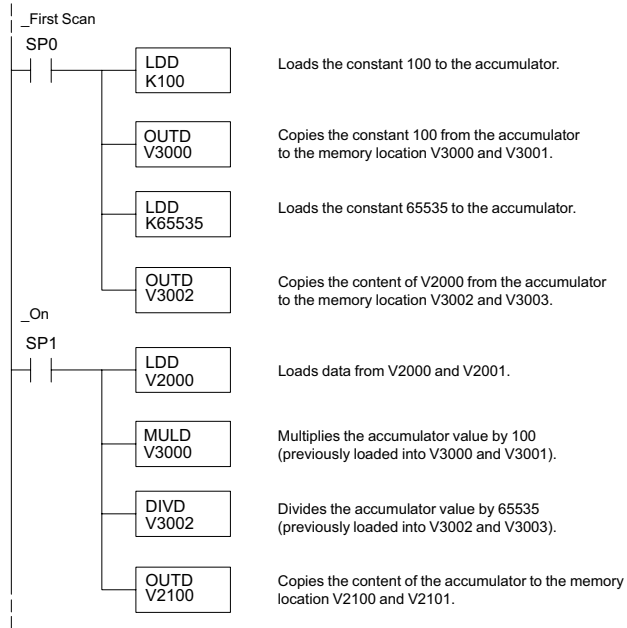 _First Scan
SP0
LDD
K100
Loads the constant 100 to the accumulator.
OUTD
V3000
Copies the constant 100 from the accumulator
to the memory location V3000 and V3001.
LDD
K65535
Loads the constant 65535 to the accumulator.
OUTD
V3002
Copies the content of V2000 from the accumulator
to the memory location V3002 and V3003.
_On
SP1
LDD
V2000
Loads data from V2000 and V2001.
MULD
V3000
Multiplies the accumulator value by 100
(previously loaded into V3000 and V3001).
DIVD
V3002
Divides the accumulator value by 65535
(previously loaded into V3002 and V3003).
OUTD
V2100
Copies the content of the accumulator to the memory
location V2100 and V2101.